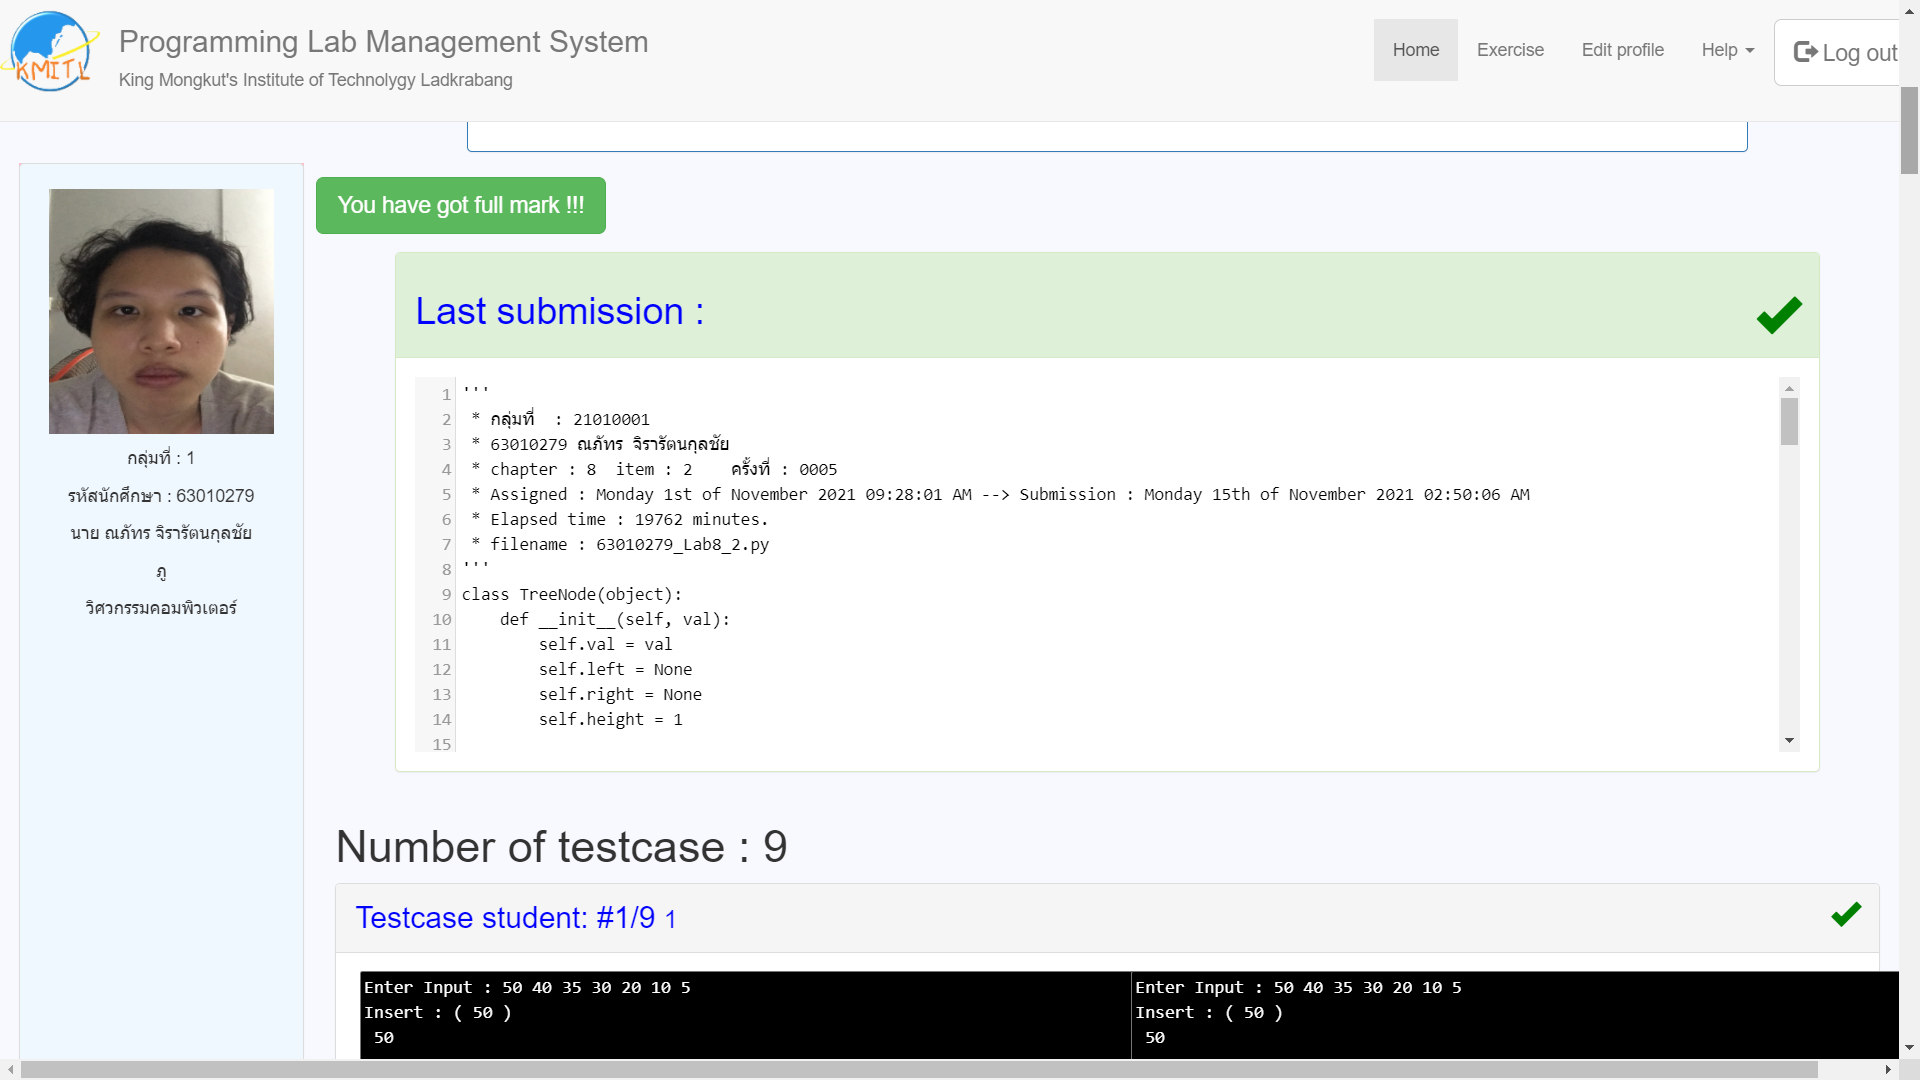 KMITL
Programming Lab Management System
King Mongkut's Institute of Technolygy Ladkrabang
Home
Exercise
Edit profile
Help
Log out
กลุ่มที่ : 1
รหัสนักศึกษา : 63010279
นาย ณภัทร จิรารัตนกุลชัย
ภู
วิศวกรรมคอมพิวเตอร์
You have got full mark !!!
Last submission :
1 '''
2 * กลุ่มที่  : 21010001
3 * 63010279 ณภัทร จิรารัตนกุลชัย
4 * chapter : 8  item : 2    ครั้งที่ : 0005
5 * Assigned : Monday 1st of November 2021 09:28:01 AM --> Submission : Monday 15th of November 2021 02:50:06 AM
6 * Elapsed time : 19762 minutes.
7 * filename : 63010279_Lab8_2.py
8 '''
9 class TreeNode(object):
10     def __init__(self, val):
11         self.val = val
12         self.left = None
13         self.right = None
14         self.height = 1
15
Number of testcase : 9
Testcase student: #1/9 1
Enter Input : 50 40 35 30 20 10 5
Insert : ( 50 )
50
Enter Input : 50 40 35 30 20 10 5
Insert : ( 50 )
50